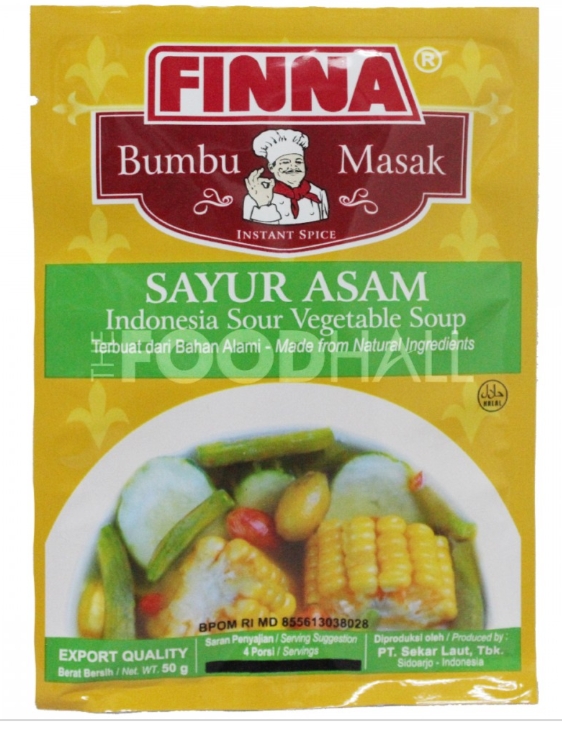 FINNA ®
Bumbu Masak
INSTANT SPICE
SAYUR ASAM
Indonesia Sour Vegetable Soup
Terbuat dari Bahan Alami - Made from Natural Ingredients
THE FOODHALL
حلال
HALAL
BPOM RI MD 855613038028
EXPORT QUALITY
Berat Bersih / Net. WT. 50 g
Saran Penyajian / Serving Suggestion
4 Porsi / Servings
Diproduksi oleh / Produced by :
PT. Sekar Laut, Tbk.
Sidoarjo - Indonesia